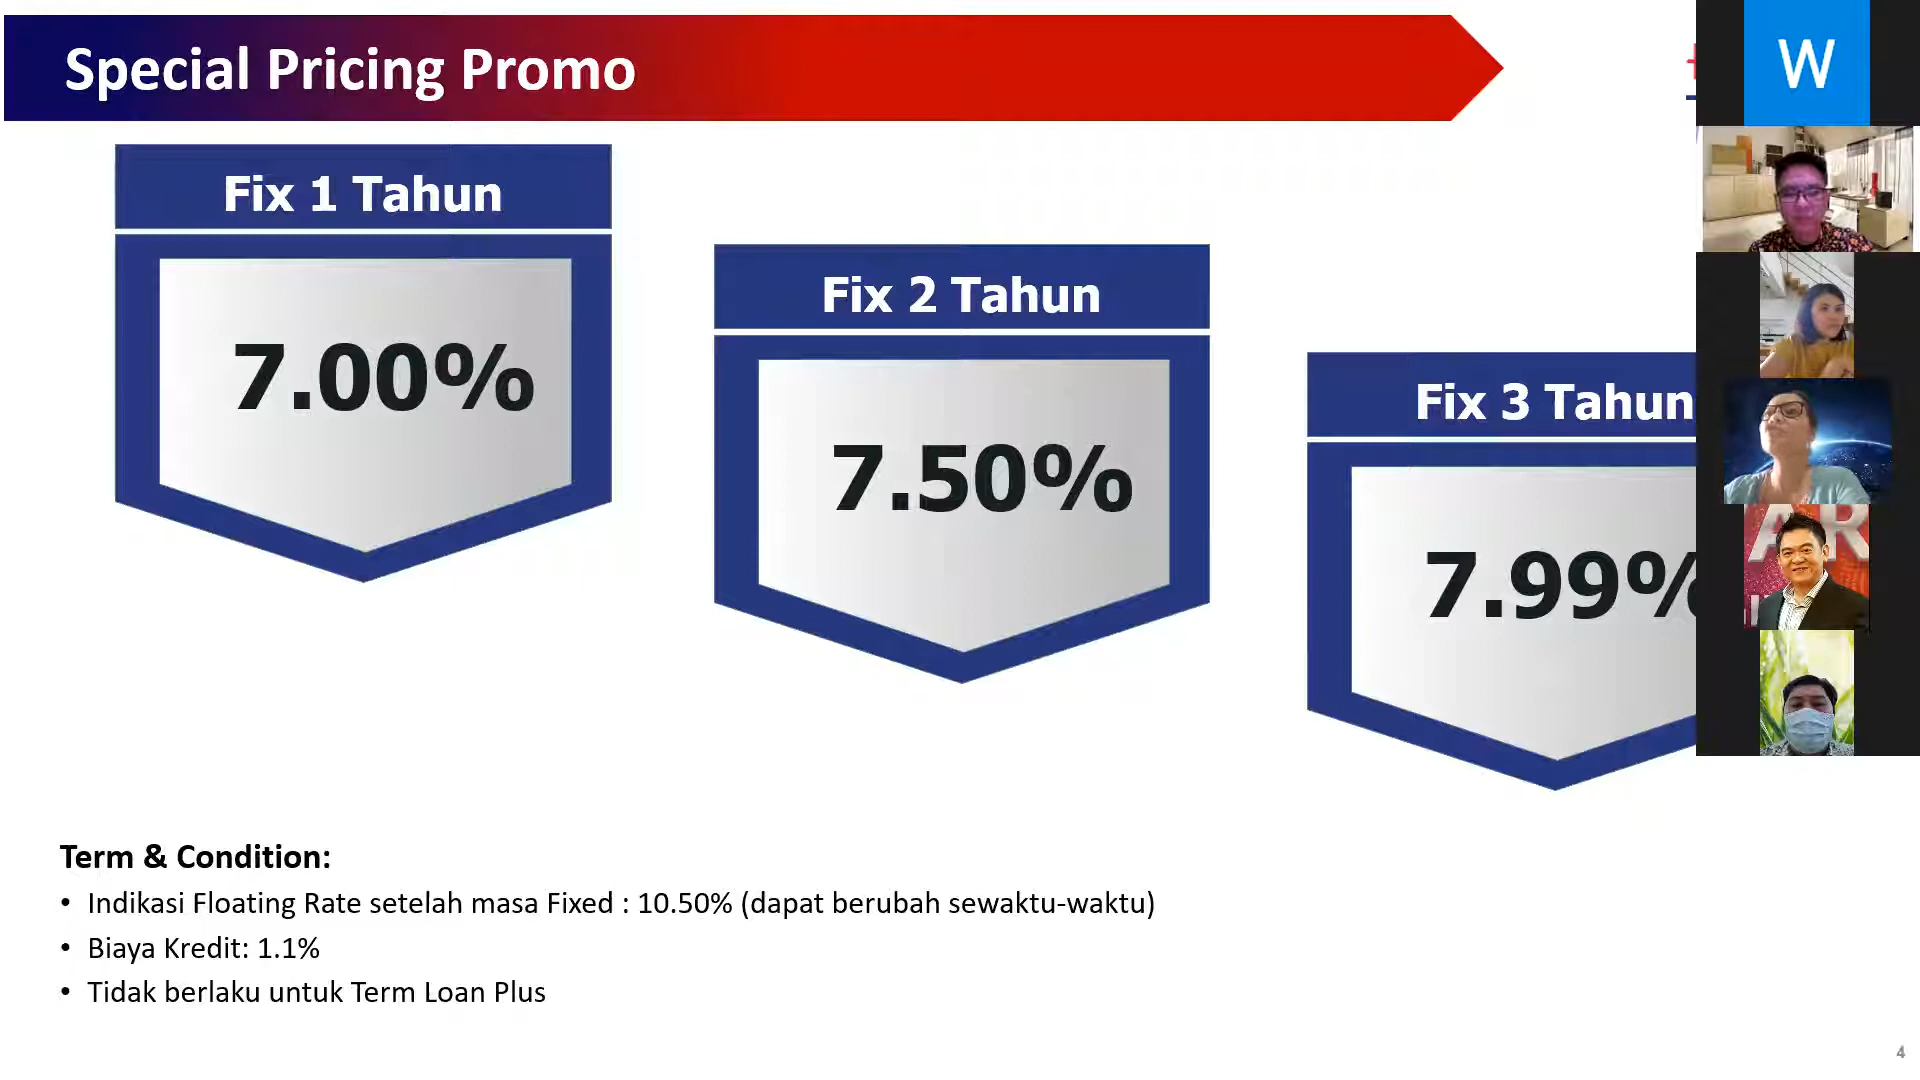 Special Pricing Promo
W
Fix 1 Tahun
7.00%
Fix 2 Tahun
7.50%
Fix 3 Tahun
7.99%
Term & Condition:
• Indikasi Floating Rate setelah masa Fixed : 10.50% (dapat berubah sewaktu-waktu)
• Biaya Kredit: 1.1%
• Tidak berlaku untuk Term Loan Plus
4